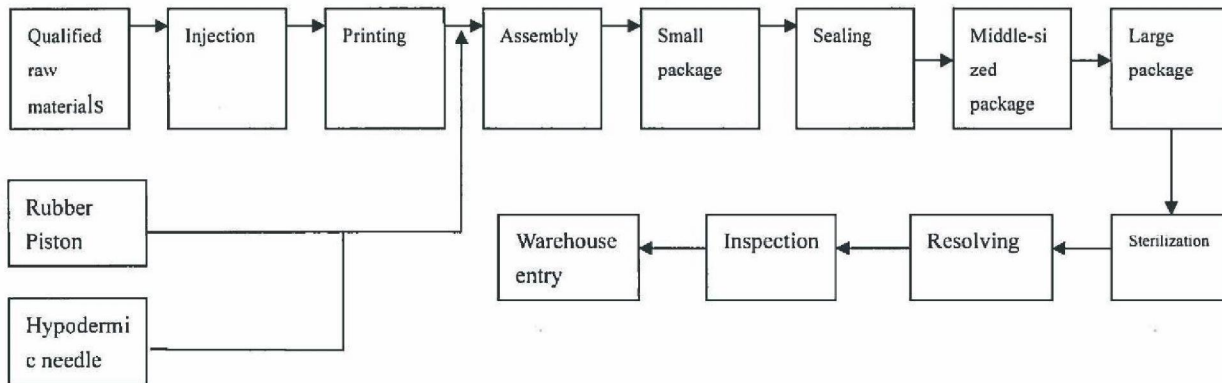 Qualified
raw
materials
Injection
Printing
Assembly
Small
package
Sealing
Middle-si
zed
package
Large
package
Rubber
Piston
Warehouse
entry
Inspection
Resolving
Sterilization
Hypodermi
c needle